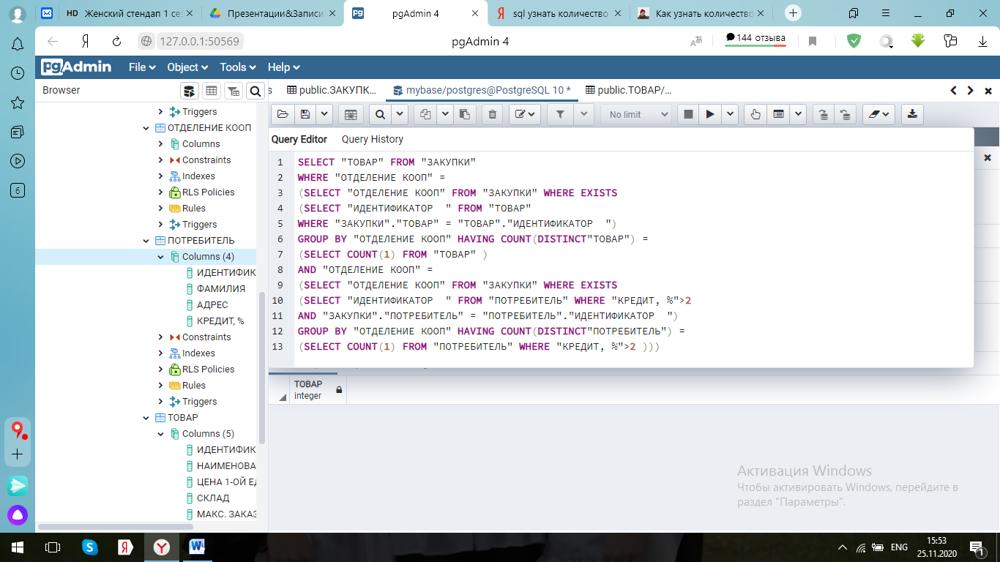 HD Женский стендап 1 сез
Презентации&Записи
pgAdmin 4
sql узнать количество
Как узнать количество
127.0.0.1:50569
pgAdmin 4
144 отзыва
pgAdmin
File
Object
Tools
Help
Browser
s
public.ЗАКУПК...
mybase/postgres@PostgreSQL 10 *
public.ТОВАР/...
No limit
Triggers
ОТДЕЛЕНИЕ КООП
Columns
Constraints
Indexes
RLS Policies
Rules
Triggers
ПОТРЕБИТЕЛЬ
Columns (4)
ИДЕНТИФИК
ФАМИЛИЯ
АДРЕС
КРЕДИТ, %
Constraints
Indexes
RLS Policies
Rules
Triggers
ТОВАР
Columns (5)
ИДЕНТИФИК
НАИМЕНОВА
ЦЕНА 1-ОЙ ЕД
СКЛАД
МАКС. ЗАКАЗ
6
Query Editor Query History
1 SELECT "ТОВАР" FROM "ЗАКУПКИ"
2 WHERE "ОТДЕЛЕНИЕ КООП" =
3 (SELECT "ОТДЕЛЕНИЕ КООП" FROM "ЗАКУПКИ" WHERE EXISTS
4 (SELECT "ИДЕНТИФИКАТОР  " FROM "ТОВАР"
5 WHERE "ЗАКУПКИ"."ТОВАР" = "ТОВАР"."ИДЕНТИФИКАТОР  ")
6 GROUP BY "ОТДЕЛЕНИЕ КООП" HAVING COUNT(DISTINCT"ТОВАР") =
7 (SELECT COUNT(1) FROM "ТОВАР" )
8 AND "ОТДЕЛЕНИЕ КООП" =
9 (SELECT "ОТДЕЛЕНИЕ КООП" FROM "ЗАКУПКИ" WHERE EXISTS
10 (SELECT "ИДЕНТИФИКАТОР  " FROM "ПОТРЕБИТЕЛЬ" WHERE "КРЕДИТ, %">2
11 AND "ЗАКУПКИ"."ПОТРЕБИТЕЛЬ" = "ПОТРЕБИТЕЛЬ"."ИДЕНТИФИКАТОР  ")
12 GROUP BY "ОТДЕЛЕНИЕ КООП" HAVING COUNT(DISTINCT"ПОТРЕБИТЕЛЬ") =
13 (SELECT COUNT(1) FROM "ПОТРЕБИТЕЛЬ" WHERE "КРЕДИТ, %">2 )))
ТОВАР
integer
Активация Windows
Чтобы активировать Windows, перейдите в
раздел "Параметры".
ENG
15:53
25.11.2020
1